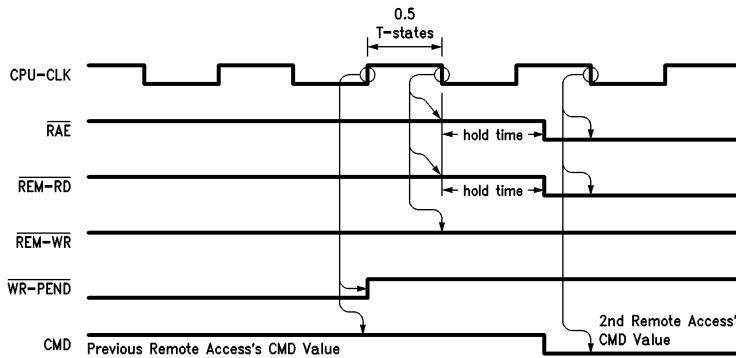 0.5
T-states
CPU-CLK
RAE
hold time
REM-RD
hold time
REM-WR
WR-PEND
2nd Remote Access'
CMD Value
CMD
Previous Remote Access's CMD Value